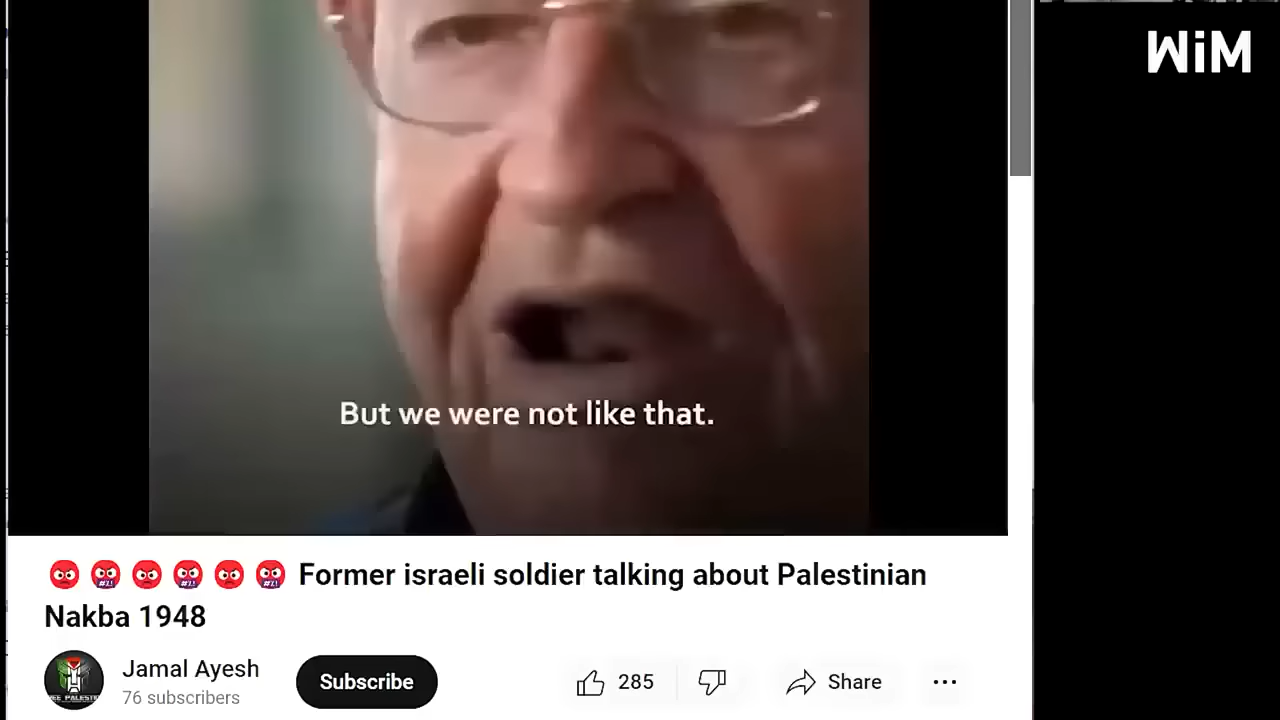 WiM
But we were not like that.
😡 🤬 😡 🤬 😡 🤬 Former israeli soldier talking about Palestinian
Nakba 1948
Jamal Ayesh
76 subscribers
Subscribe
285
Share